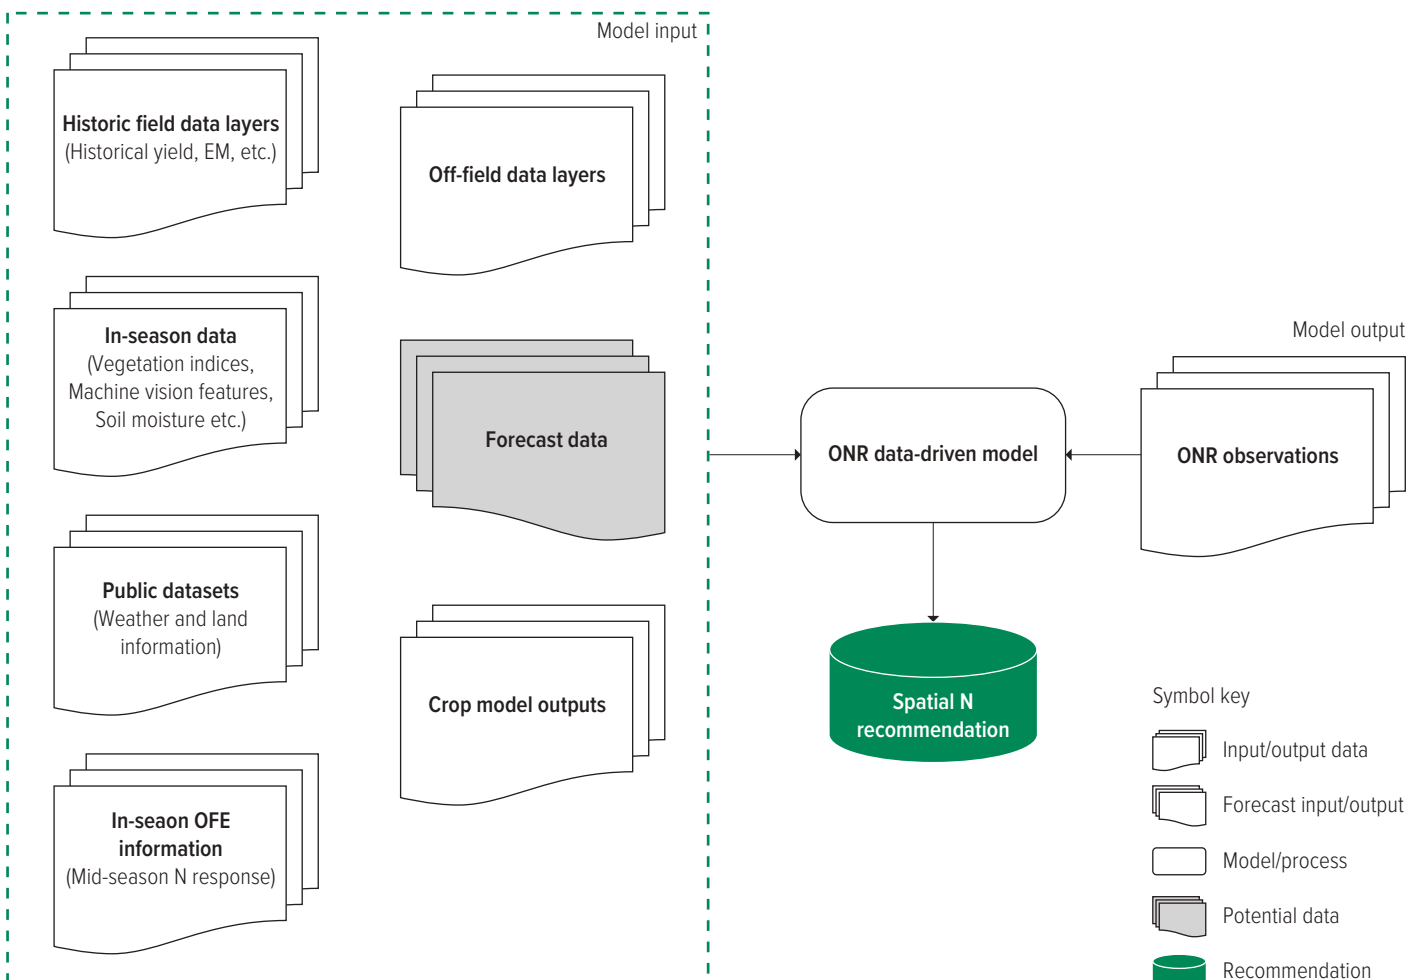 Model input
Historic field data layers
(Historical yield, EM, etc.)
Off-field data layers
In-season data
(Vegetation indices,
Machine vision features,
Soil moisture etc.)
Forecast data
Public datasets
(Weather and land
information)
Crop model outputs
In-seaon OFE
information
(Mid-season N response)
ONR data-driven model
Model output
ONR observations
Spatial N
recommendation
Symbol key
Input/output data
Forecast input/output
Model/process
Potential data
Recommendation